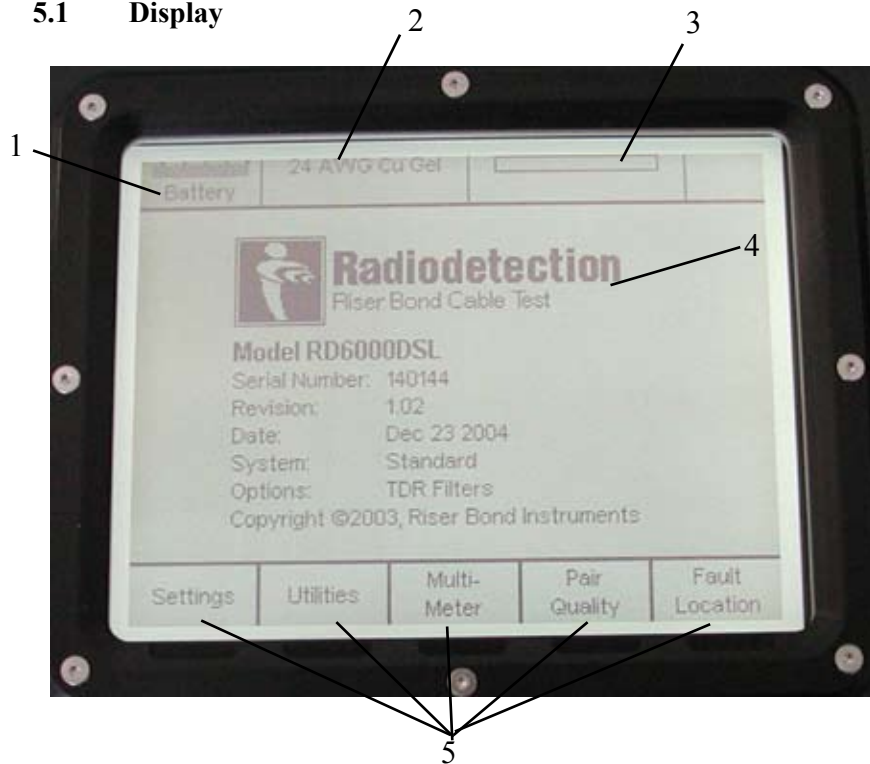 5.1 Display
2
3
1
24 AWG Cu Gel
Battery
4
Radiodetection
Riser Bond Cable Test
Model RD6000DSL
Serial Number: 140144
Revision: 1.02
Date: Dec 23 2004
System: Standard
Options: TDR Filters
Copyright ©2003, Riser Bond Instruments
Settings
Utilities
Multi-
Meter
Pair
Quality
Fault
Location
5